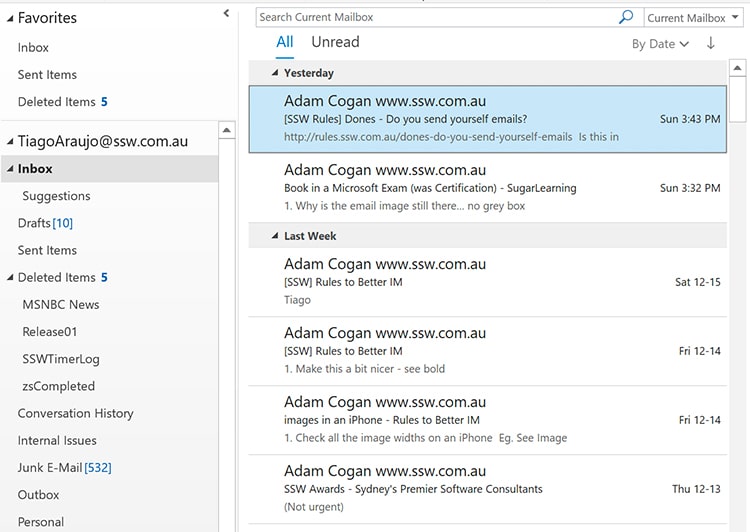 Favorites
Inbox
Sent Items
Deleted Items 5
TiagoAraujo@ssw.com.au
Inbox
Suggestions
Drafts [10]
Sent Items
Deleted Items 5
MSNBC News
Release01
SSWTimerLog
zsCompleted
Conversation History
Internal Issues
Junk E-Mail [532]
Outbox
Personal
Search Current Mailbox
Current Mailbox
All Unread
By Date
Yesterday
Adam Cogan www.ssw.com.au
[SSW Rules] Dones - Do you send yourself emails? Sun 3:43 PM
http://rules.ssw.com.au/dones-do-you-send-yourself-emails Is this in
Adam Cogan www.ssw.com.au
Book in a Microsoft Exam (was Certification) - SugarLearning Sun 3:32 PM
1. Why is the email image still there... no grey box
Last Week
Adam Cogan www.ssw.com.au
[SSW] Rules to Better IM Sat 12-15
Tiago
Adam Cogan www.ssw.com.au
[SSW] Rules to Better IM Fri 12-14
1. Make this a bit nicer - see bold
Adam Cogan www.ssw.com.au
images in an iPhone - Rules to Better IM Fri 12-14
1. Check all the image widths on an iPhone Eg. See Image
Adam Cogan www.ssw.com.au
SSW Awards - Sydney's Premier Software Consultants Thu 12-13
(Not urgent)